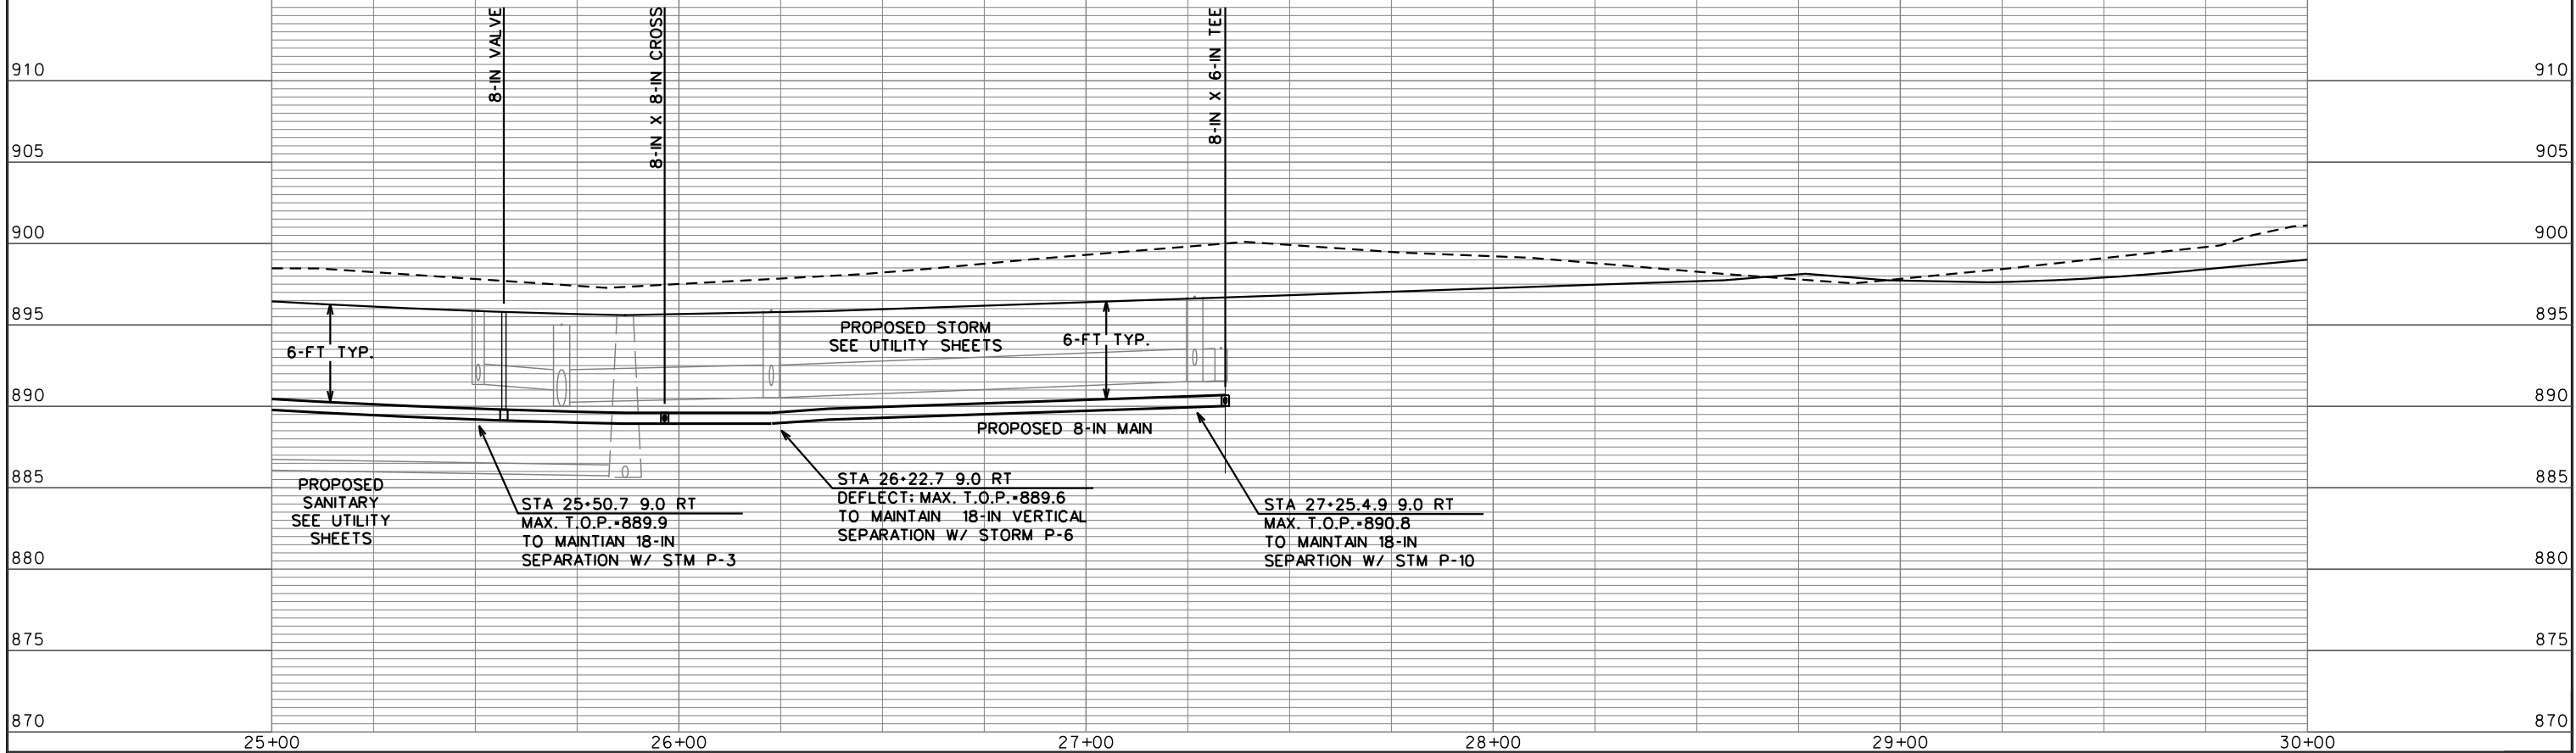 8-IN VALVE
8-IN X 8-IN CROSS
8-IN X 6-IN TEE
910
910
905
905
900
900
895
895
PROPOSED STORM
SEE UTILITY SHEETS
6-FT TYP.
6-FT TYP.
890
890
PROPOSED 8-IN MAIN
885
885
PROPOSED
SANITARY
SEE UTILITY
SHEETS
STA 25+50.7 9.0 RT
MAX. T.O.P.=889.9
TO MAINTIAN 18-IN
SEPARATION W/ STM P-3
STA 26+22.7 9.0 RT
DEFLECT; MAX. T.O.P.=889.6
TO MAINTAIN 18-IN VERTICAL
SEPARATION W/ STORM P-6
STA 27+25.4.9 9.0 RT
MAX. T.O.P.=890.8
TO MAINTAIN 18-IN
SEPARTION W/ STM P-10
880
880
875
875
870
870
25+00
26+00
27+00
28+00
29+00
30+00